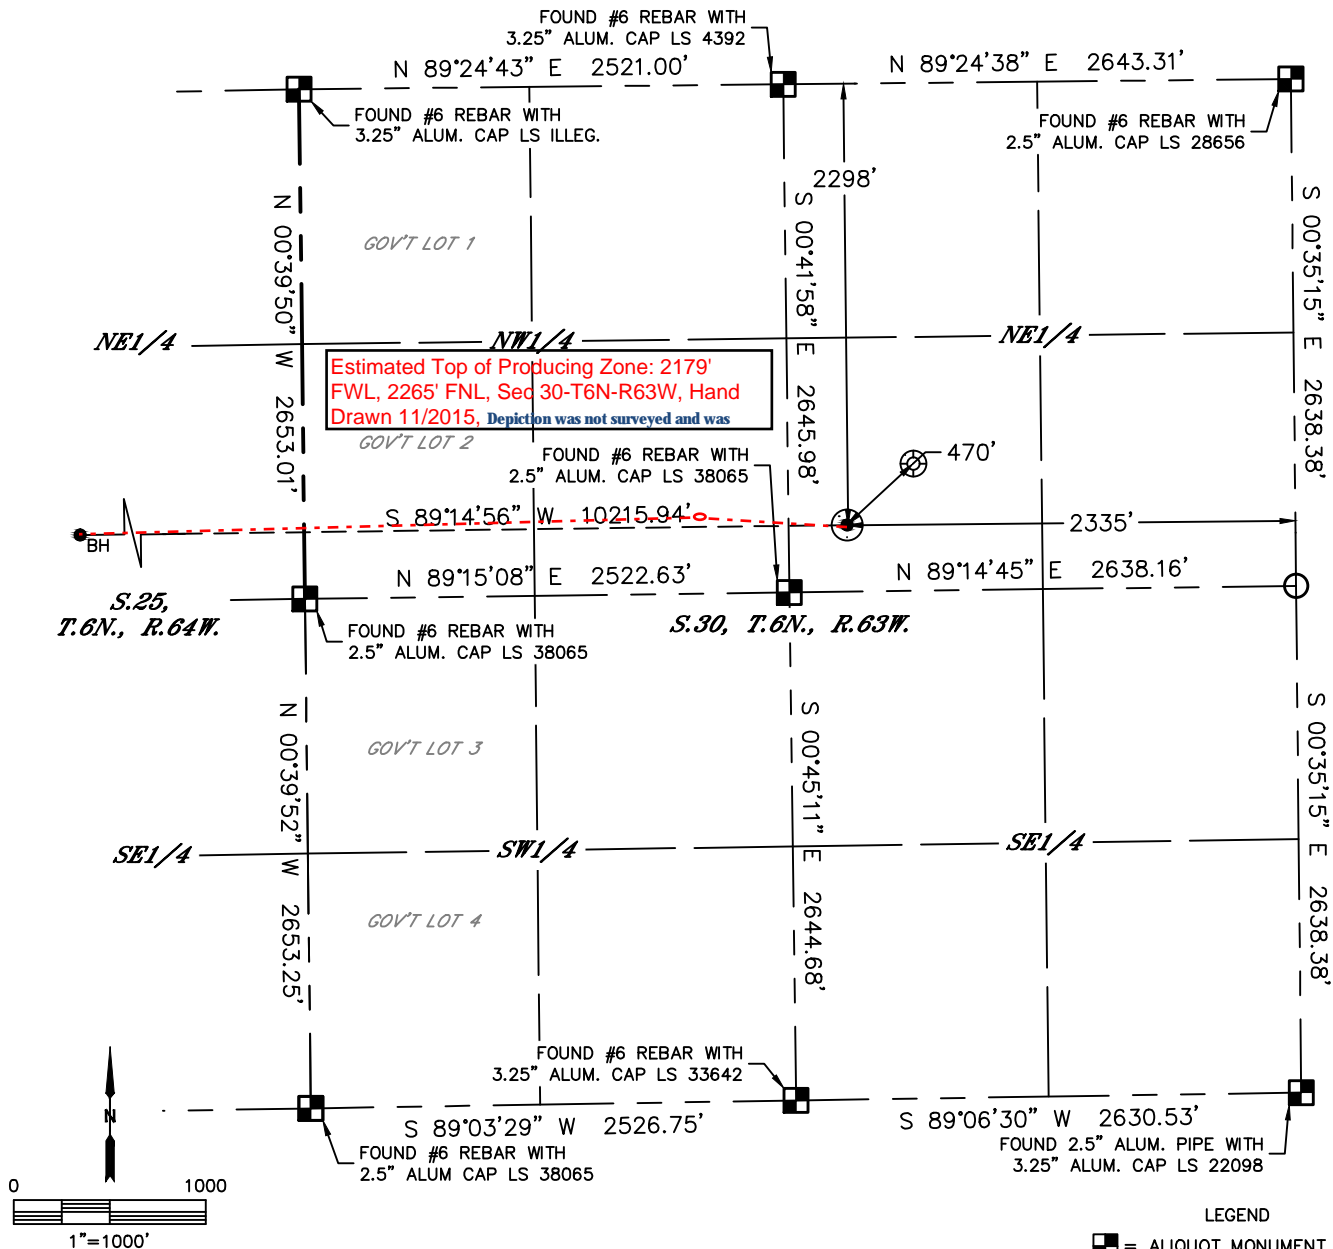 FOUND #6 REBAR WITH
3.25” ALUM. CAP LS 4392
N 89°24'43” E 2521.00'
N 89°24'38” E 2643.31'
FOUND #6 REBAR WITH
3.25” ALUM. CAP LS ILLEG.
FOUND #6 REBAR WITH
2.5” ALUM. CAP LS 28656
2298'
N 00°39'50” W 2653.01'
S 00°41'58” E 2645.98'
S 00°35'15” E 2638.38'
GOV'T LOT 1
NE1/4
NW1/4
NE1/4
Estimated Top of Producing Zone: 2179'
FWL, 2265' FNL, Sec 30-T6N-R63W, Hand
Drawn 11/2015, Depiction was not surveyed and was
GOV'T LOT 2
FOUND #6 REBAR WITH
2.5” ALUM. CAP LS 38065
470'
S 89°14'56” W 10215.94'
2335'
BH
N 89°15'08” E 2522.63'
N 89°14'45” E 2638.16'
S.25,
T.6N., R.64W.
S.30, T.6N., R.63W.
FOUND #6 REBAR WITH
2.5” ALUM. CAP LS 38065
N 00°39'52” W 2653.25'
S 00°45'11” E 2644.68'
S 00°35'15” E 2638.38'
GOV'T LOT 3
SE1/4
SW1/4
SE1/4
GOV'T LOT 4
FOUND #6 REBAR WITH
3.25” ALUM. CAP LS 33642
N
S 89°03'29” W 2526.75'
S 89°06'30” W 2630.53'
FOUND #6 REBAR WITH
2.5” ALUM CAP LS 38065
FOUND 2.5” ALUM. PIPE WITH
3.25” ALUM. CAP LS 22098
0 1000
1”=1000'
LEGEND
= ALIQUOT MONUMENT